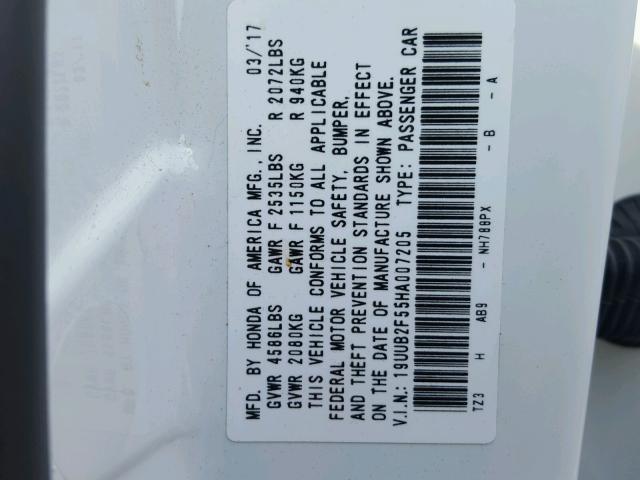 MFD. BY HONDA OF AMERICA MFG., INC. 03/'17
GVWR 4586LBS GAWR F 2535LBS R 2072LBS
GVWR 2080KG GAWR F 1150KG R 940KG
THIS VEHICLE CONFORMS TO ALL APPLICABLE
FEDERAL MOTOR VEHICLE SAFETY, BUMPER,
AND THEFT PREVENTION STANDARDS IN EFFECT
ON THE DATE OF MANUFACTURE SHOWN ABOVE.
V.I.N.: 19UUB2F55HA007205 TYPE: PASSENGER CAR
TZ3 H AB9 - NH788PX - B - A